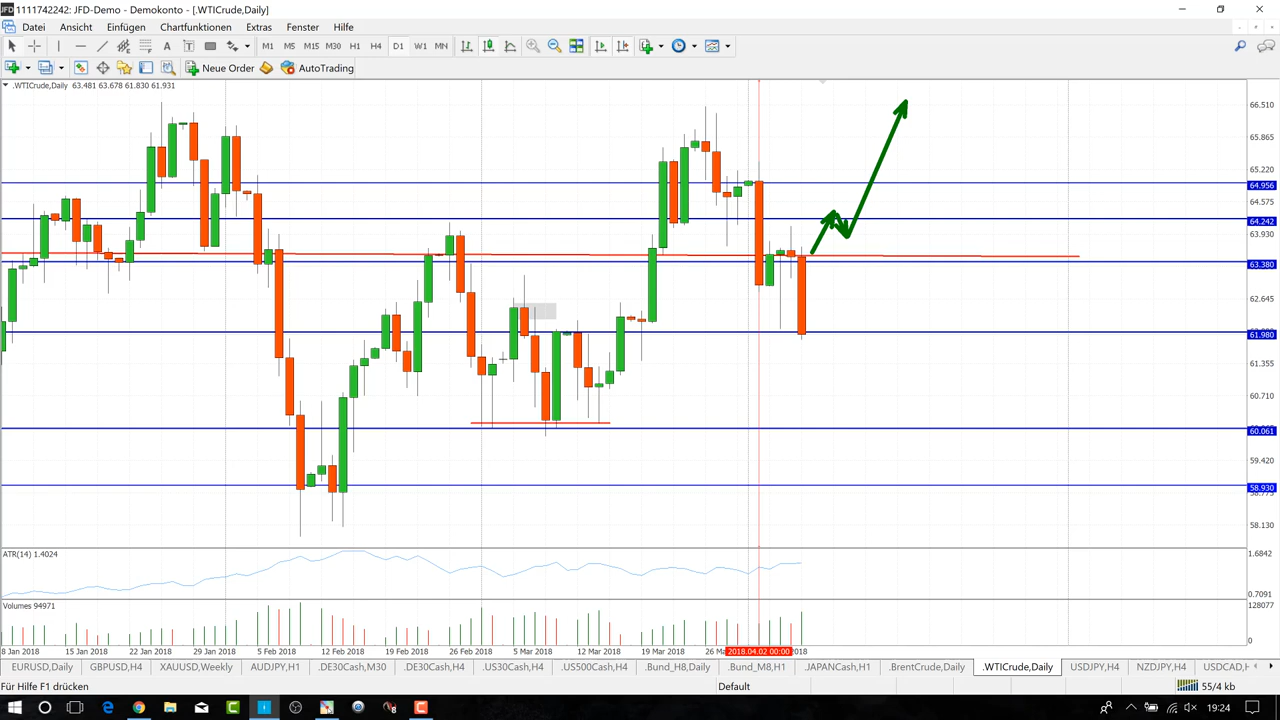 1111742242: JFD-Demo - Demokonto - [.WTICrude,Daily]
Datei Ansicht Einfügen Chartfunktionen Extras Fenster Hilfe
M1 M5 M15 M30 H1 H4 D1 W1 MN
Neue Order AutoTrading
.WTICrude,Daily 63.481 63.678 61.830 61.931
66.510
65.865
65.220
64.956
64.575
64.242
63.930
63.380
62.645
61.980
61.355
60.710
60.061
59.420
58.930
58.130
ATR(14) 1.4024
1.6842
0.7091
Volumes 94971
128077
0
8 Jan 2018 15 Jan 2018 22 Jan 2018 29 Jan 2018 5 Feb 2018 12 Feb 2018 19 Feb 2018 26 Feb 2018 5 Mar 2018 12 Mar 2018 19 Mar 2018 26 Ma 2018.04.02 00:00 2018
EURUSD,Daily GBPUSD,H4 XAUUSD,Weekly AUDJPY,H1 .DE30Cash,M30 .DE30Cash,H4 .US30Cash,H4 .US500Cash,H4 .Bund_H8,Daily .Bund_M8,H1 .JAPANCash,H1 .BrentCrude,Daily .WTICrude,Daily USDJPY,H4 NZDJPY,H4 USDCAD,H
Für Hilfe F1 drücken Default 55/4 kb
19:24